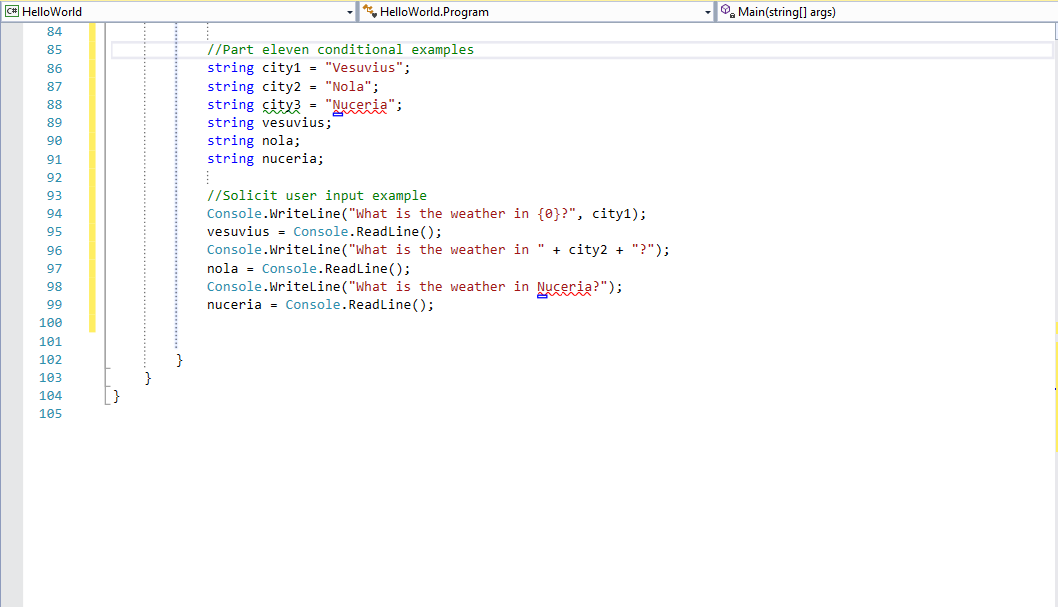 HelloWorld HelloWorld.Program Main(string[] args)
84
85 //Part eleven conditional examples
86 string city1 = "Vesuvius";
87 string city2 = "Nola";
88 string city3 = "Nuceria";
89 string vesuvius;
90 string nola;
91 string nuceria;
92
93 //Solicit user input example
94 Console.WriteLine("What is the weather in {0}?", city1);
95 vesuvius = Console.ReadLine();
96 Console.WriteLine("What is the weather in " + city2 + "?");
97 nola = Console.ReadLine();
98 Console.WriteLine("What is the weather in Nuceria?");
99 nuceria = Console.ReadLine();
100
101
102 }
103 }
104 }
105